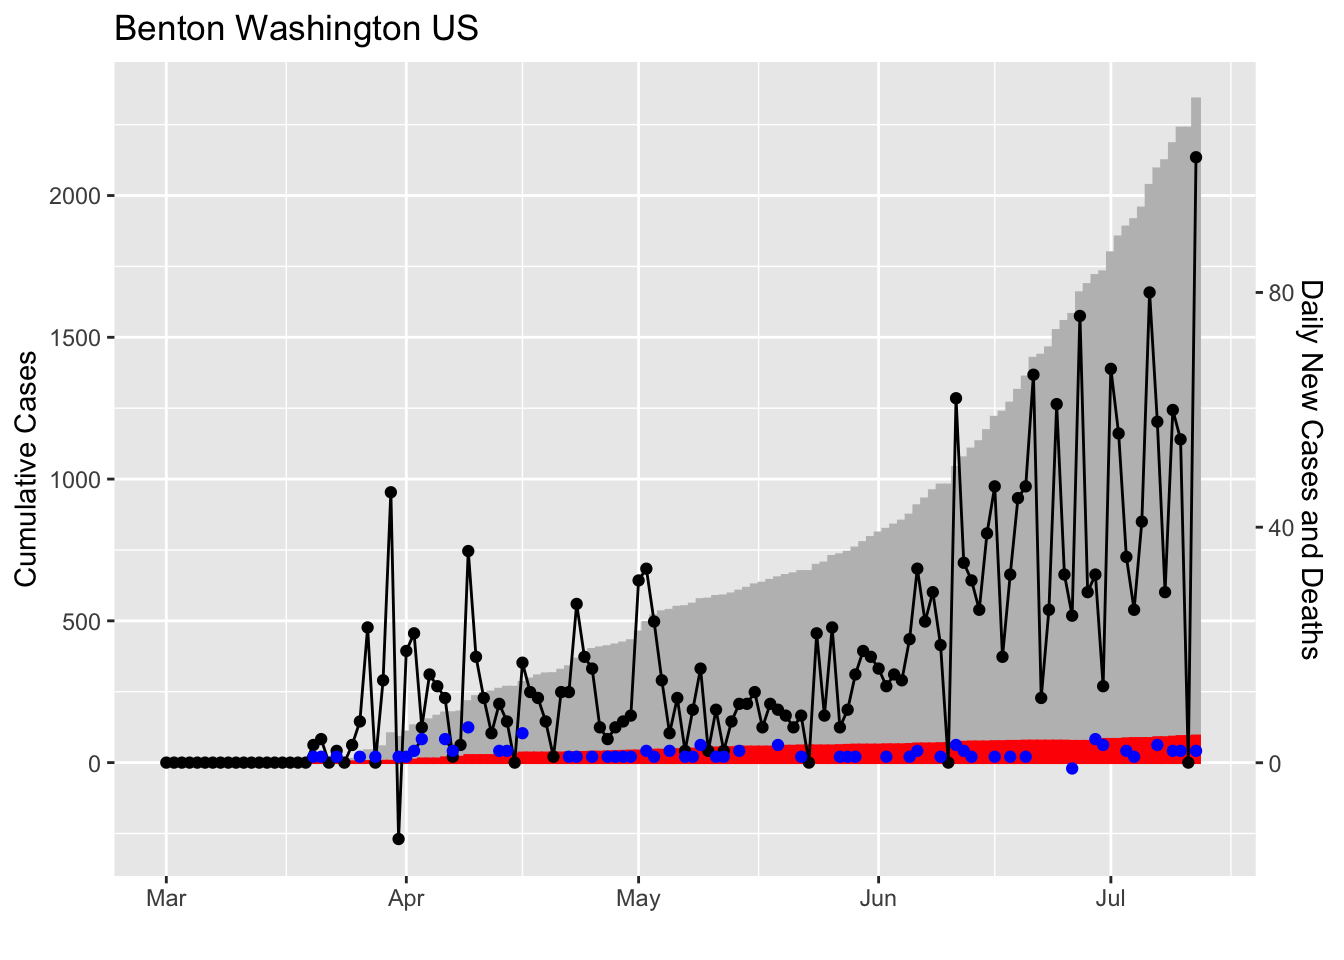 Benton Washington US
Cumulative Cases
2000
1500
1000
500
0
80
40
0
Daily New Cases and Deaths
Mar
Apr
May
Jun
Jul